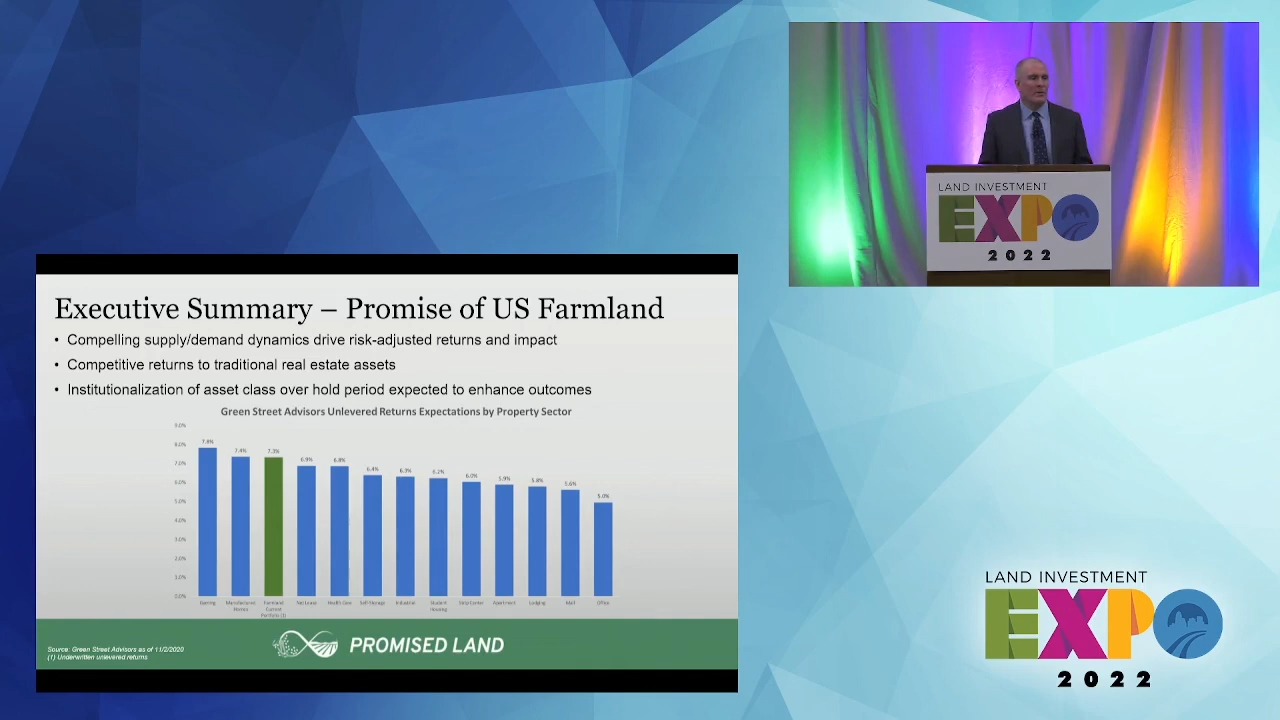 LAND INVESTMENT
EXPO
2022
Executive Summary – Promise of US Farmland
• Compelling supply/demand dynamics drive risk-adjusted returns and impact
• Competitive returns to traditional real estate assets
• Institutionalization of asset class over hold period expected to enhance outcomes
Green Street Advisors Unlevered Returns Expectations by Property Sector
9.0%
8.0%
7.0%
6.0%
5.0%
4.0%
3.0%
2.0%
1.0%
0.0%
7.8% 7.4% 7.3% 6.9% 6.8% 6.4% 6.3% 6.2% 6.0% 5.9% 5.8% 5.6% 5.0%
Gaming Manufactured Farmland Net Lease Health Care Self-Storage Industrial Student Strip Center Apartment Lodging Mall Office
Homes Current Housing
Portfolio (1)
Source: Green Street Advisors as of 11/2/2020
(1) Underwritten unlevered returns
PROMISED LAND
LAND INVESTMENT
EXPO
2022